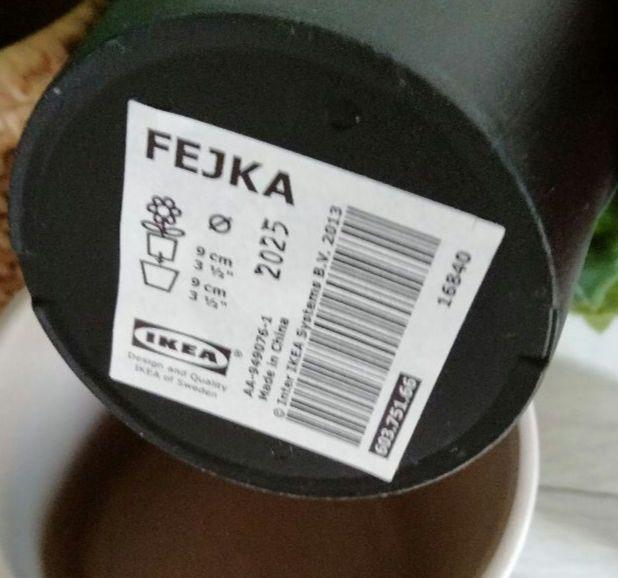 FEJKA
Ø
9 cm
3 ½"
9 cm
3 ½"
2025
IKEA®
Design and Quality
IKEA of Sweden
AA-949076-1
Made in China
© Inter IKEA Systems B.V. 2013
16840
603.751.66